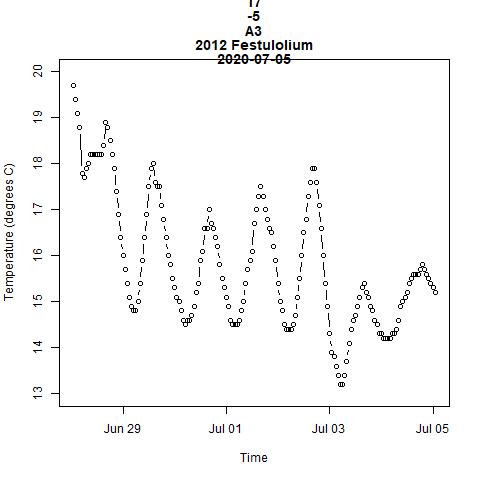 17
-5
A3
2012 Festulolium
2020-07-05
Temperature (degrees C)
20
19
18
17
16
15
14
13
Jun 29
Jul 01
Jul 03
Jul 05
Time